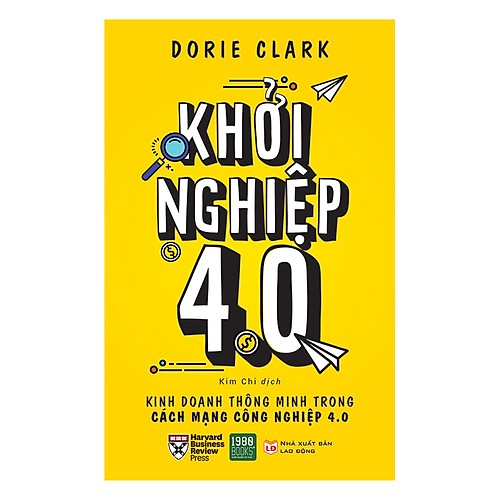 DORIE CLARK
KHỞI
NGHIỆP
4.0
Kim Chi dịch
KINH DOANH THÔNG MINH TRONG
CÁCH MẠNG CÔNG NGHIỆP 4.0
Harvard
Business
Review
Press
1980
BOOKS
LĐ
NHÀ XUẤT BẢN
LAO ĐỘNG